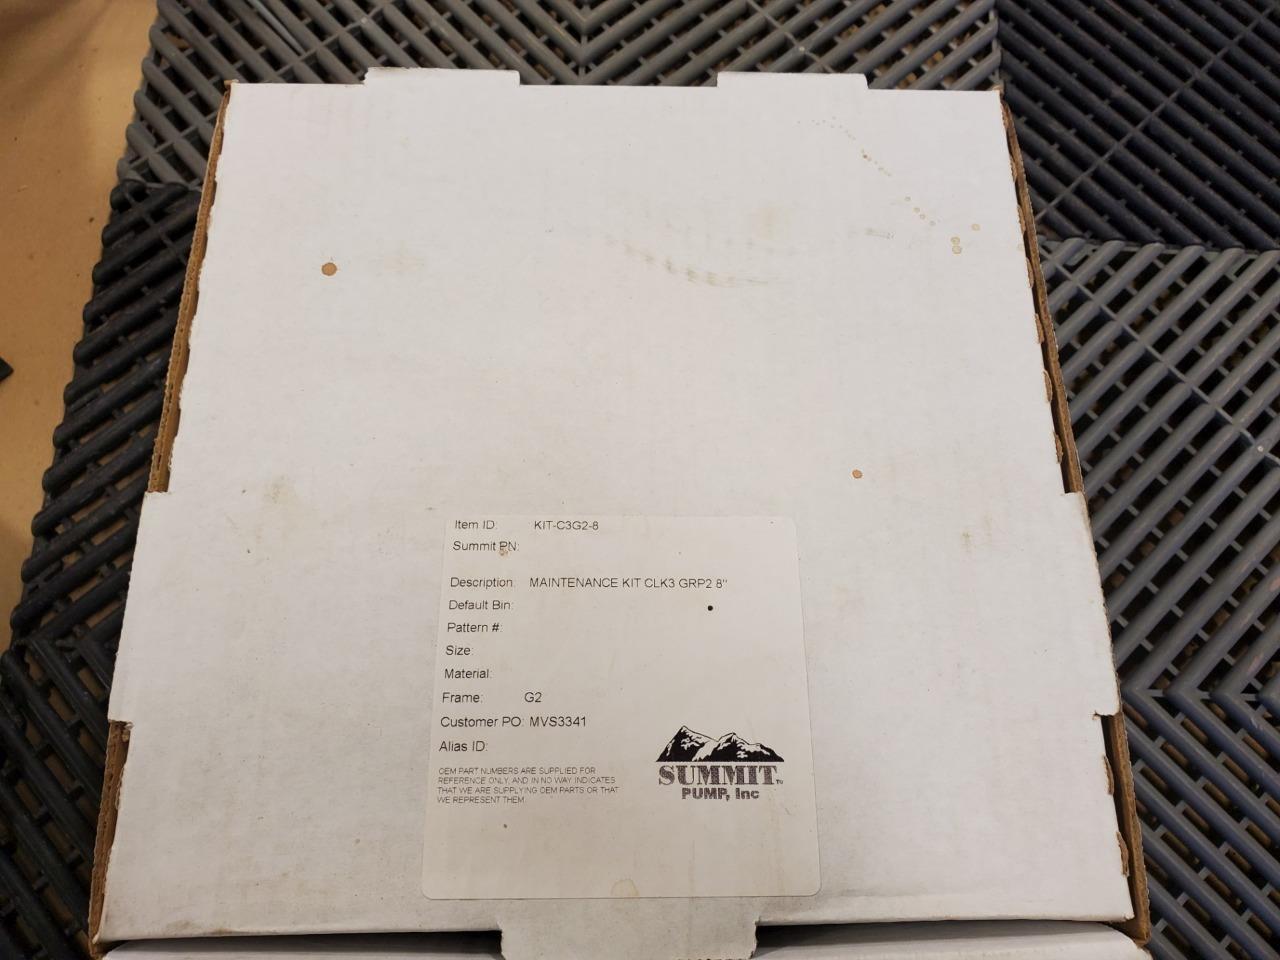 Item ID: KIT-C3G2-8
Summit PN:
Description: MAINTENANCE KIT CLK3 GRP2 8"
Default Bin:
Pattern #:
Size:
Material:
Frame: G2
Customer PO: MVS3341
Alias ID:
OEM PART NUMBERS ARE SUPPLIED FOR
REFERENCE ONLY, AND IN NO WAY INDICATES
THAT WE ARE SUPPLYING OEM PARTS OR THAT
WE REPRESENT THEM.
SUMMIT
PUMP, Inc